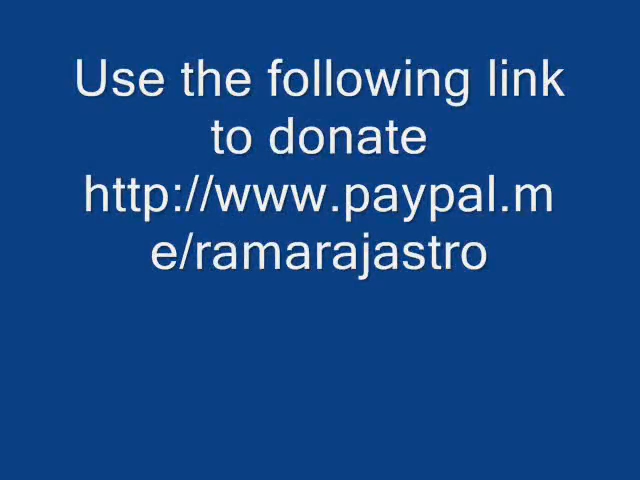 Use the following link
to donate
http://www.paypal.m
e/ramarajastro